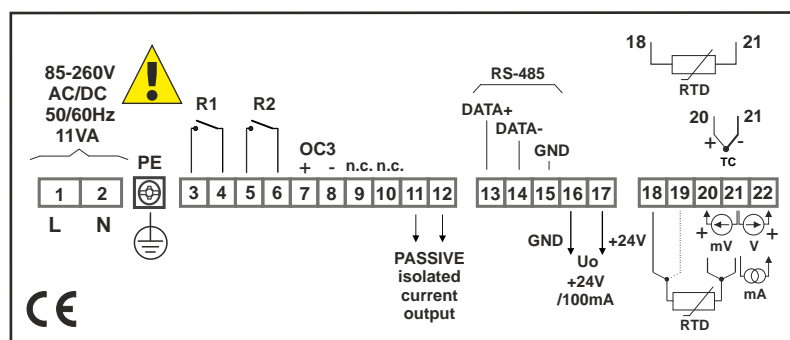 85-260V
AC/DC
50/60Hz
11VA
PE
R1
R2
OC3
+ -
n.c. n.c.
RS-485
DATA+
DATA-
GND
18 21
RTD
20 21
+ -
TC
1 2
3 4 5 6 7 8 9 10 11 12
13 14 15 16 17
18 19 20 21 22
L N
PASSIVE
isolated
current
output
GND +24V
Uo
+24V
/100mA
+ mV V +
mA
RTD
CE